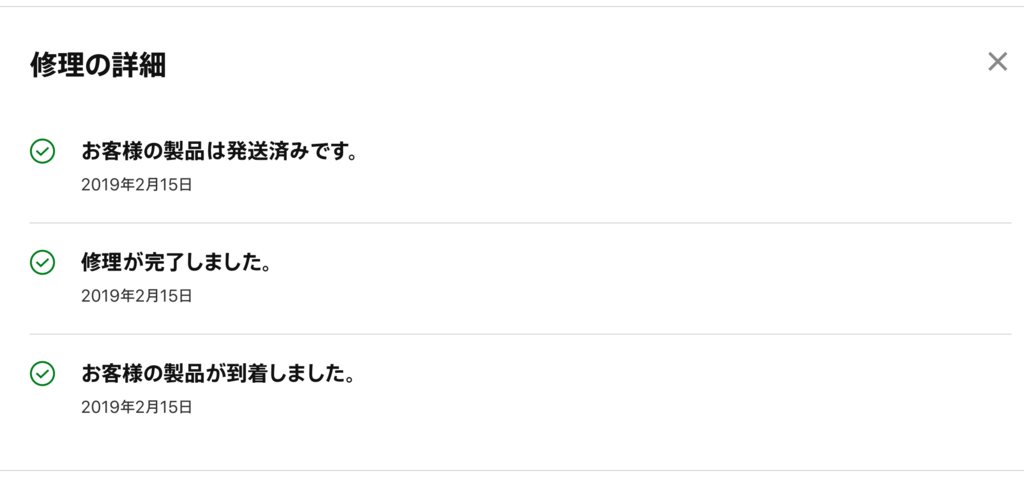 修理の詳細
お客様の製品は発送済みです。
2019年2月15日
修理が完了しました。
2019年2月15日
お客様の製品が到着しました。
2019年2月15日